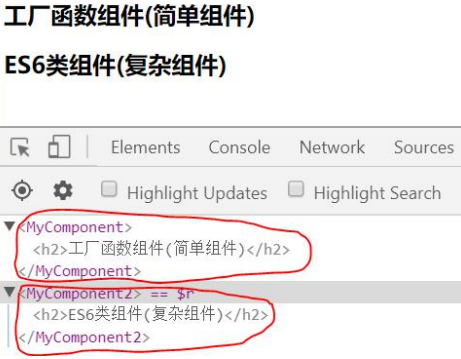 工厂函数组件(简单组件)
ES6类组件(复杂组件)
Elements Console Network Sources
Highlight Updates Highlight Search
<MyComponent>
<h2>工厂函数组件(简单组件)</h2>
</MyComponent>
<MyComponent2> == $r
<h2>ES6类组件(复杂组件)</h2>
</MyComponent2>